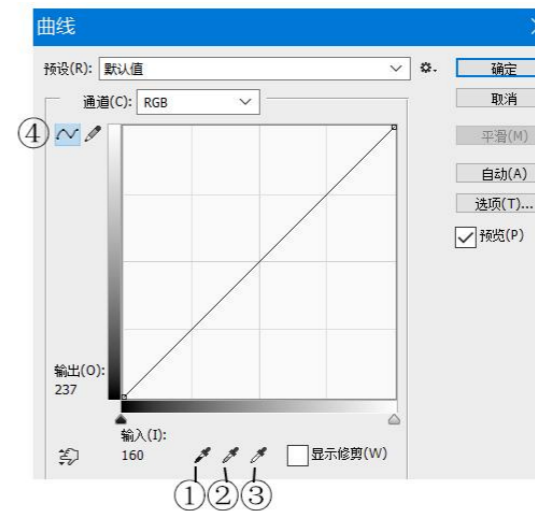 曲线
预设(R): 默认值
确定
通道(C): RGB
取消
④
平滑(M)
自动(A)
选项(T)...
预览(P)
输出(O):
237
输入(I):
160
显示修剪(W)
①②③